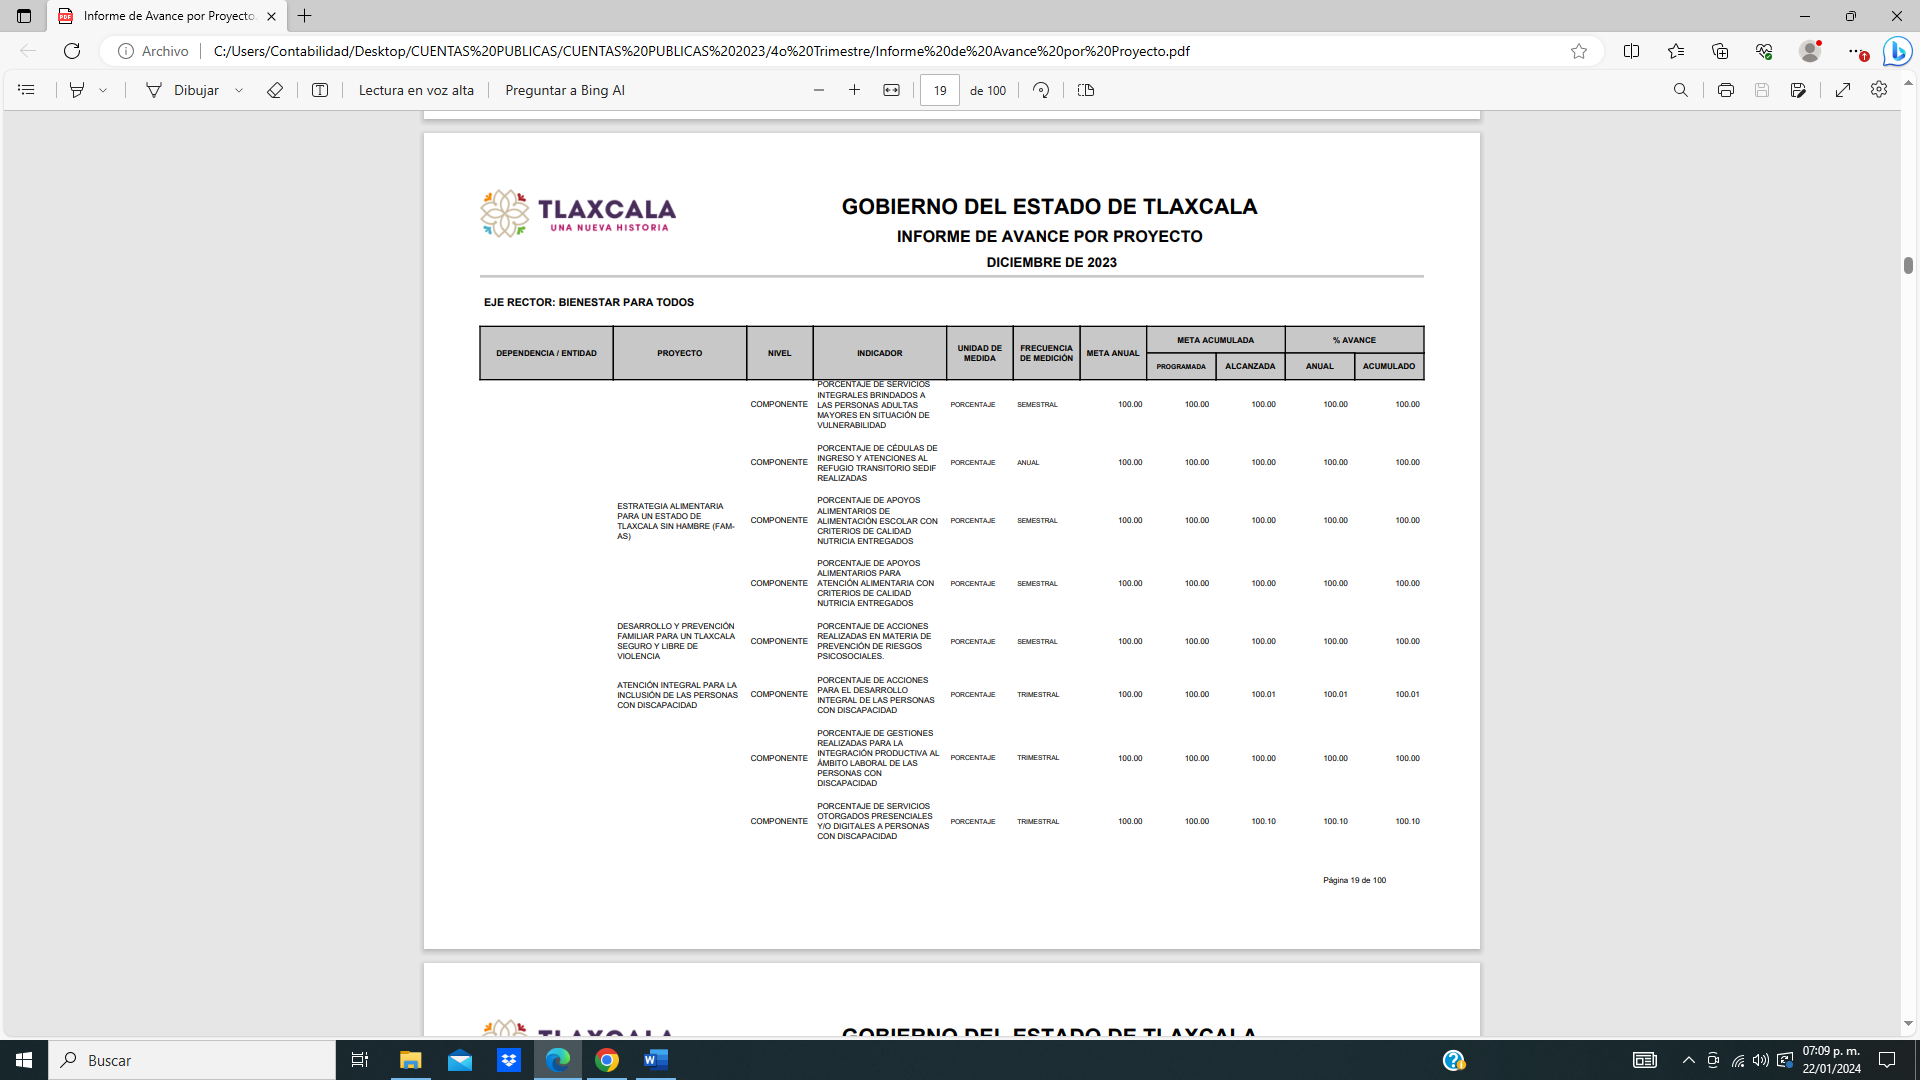 Informe de Avance por Proyecto.
Archivo
C:/Users/Contabilidad/Desktop/CUENTAS%20PUBLICAS/CUENTAS%20PUBLICAS%202023/4o%20Trimestre/Informe%20de%20Avance%20por%20Proyecto.pdf
Dibujar
Lectura en voz alta
Preguntar a Bing AI
19
de 100
TLAXCALA
UNA NUEVA HISTORIA
GOBIERNO DEL ESTADO DE TLAXCALA
INFORME DE AVANCE POR PROYECTO
DICIEMBRE DE 2023
EJE RECTOR: BIENESTAR PARA TODOS
DEPENDENCIA / ENTIDAD
PROYECTO
NIVEL
INDICADOR
UNIDAD DE
MEDIDA
FRECUENCIA
DE MEDICIÓN
META ANUAL
META ACUMULADA
PROGRAMADA
ALCANZADA
% AVANCE
ANUAL
ACUMULADO
COMPONENTE
PORCENTAJE DE SERVICIOS
INTEGRALES BRINDADOS A
LAS PERSONAS ADULTAS
MAYORES EN SITUACIÓN DE
VULNERABILIDAD
PORCENTAJE
SEMESTRAL
100.00
100.00
100.00
100.00
100.00
COMPONENTE
PORCENTAJE DE CÉDULAS DE
INGRESO Y ATENCIONES AL
REFUGIO TRANSITORIO SEDIF
REALIZADAS
PORCENTAJE
ANUAL
100.00
100.00
100.00
100.00
100.00
ESTRATEGIA ALIMENTARIA
PARA UN ESTADO DE
TLAXCALA SIN HAMBRE (FAM-
AS)
COMPONENTE
PORCENTAJE DE APOYOS
ALIMENTARIOS DE
ALIMENTACIÓN ESCOLAR CON
CRITERIOS DE CALIDAD
NUTRICIA ENTREGADOS
PORCENTAJE
SEMESTRAL
100.00
100.00
100.00
100.00
100.00
COMPONENTE
PORCENTAJE DE APOYOS
ALIMENTARIOS PARA
ATENCIÓN ALIMENTARIA CON
CRITERIOS DE CALIDAD
NUTRICIA ENTREGADOS
PORCENTAJE
SEMESTRAL
100.00
100.00
100.00
100.00
100.00
DESARROLLO Y PREVENCIÓN
FAMILIAR PARA UN TLAXCALA
SEGURO Y LIBRE DE
VIOLENCIA
COMPONENTE
PORCENTAJE DE ACCIONES
REALIZADAS EN MATERIA DE
PREVENCIÓN DE RIESGOS
PSICOSOCIALES.
PORCENTAJE
SEMESTRAL
100.00
100.00
100.00
100.00
100.00
ATENCIÓN INTEGRAL PARA LA
INCLUSIÓN DE LAS PERSONAS
CON DISCAPACIDAD
COMPONENTE
PORCENTAJE DE ACCIONES
PARA EL DESARROLLO
INTEGRAL DE LAS PERSONAS
CON DISCAPACIDAD
PORCENTAJE
TRIMESTRAL
100.00
100.00
100.01
100.01
100.01
COMPONENTE
PORCENTAJE DE GESTIONES
REALIZADAS PARA LA
INTEGRACIÓN PRODUCTIVA AL
ÁMBITO LABORAL DE LAS
PERSONAS CON
DISCAPACIDAD
PORCENTAJE
TRIMESTRAL
100.00
100.00
100.00
100.00
100.00
COMPONENTE
PORCENTAJE DE SERVICIOS
OTORGADOS PRESENCIALES
Y/O DIGITALES A PERSONAS
CON DISCAPACIDAD
PORCENTAJE
TRIMESTRAL
100.00
100.00
100.10
100.10
100.10
Página 19 de 100
TLAXCALA
GOBIERNO DEL ESTADO DE TLAXCALA
Buscar
07:09 p. m.
22/01/2024